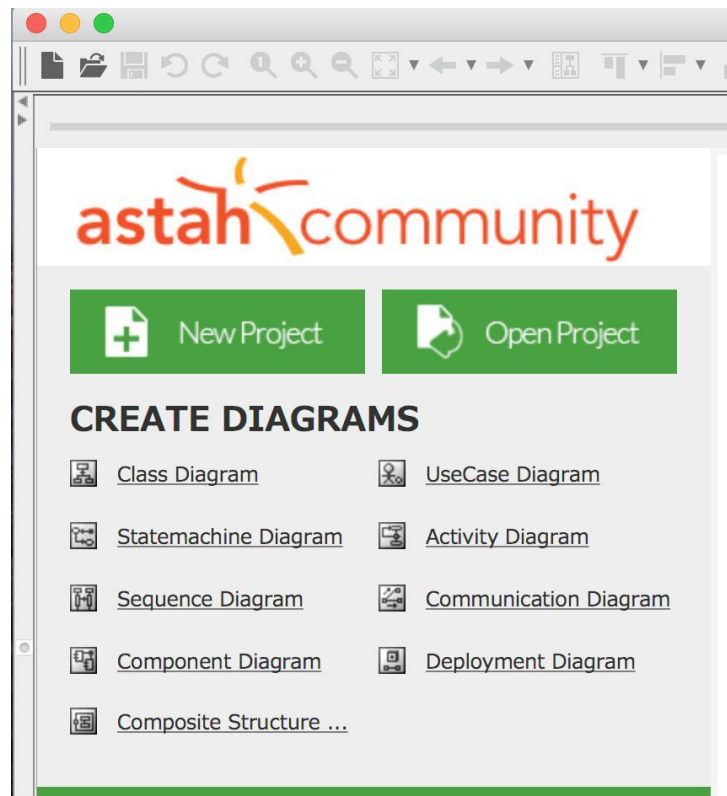 astah community
New Project Open Project
CREATE DIAGRAMS
Class Diagram UseCase Diagram
Statemachine Diagram Activity Diagram
Sequence Diagram Communication Diagram
Component Diagram Deployment Diagram
Composite Structure ...